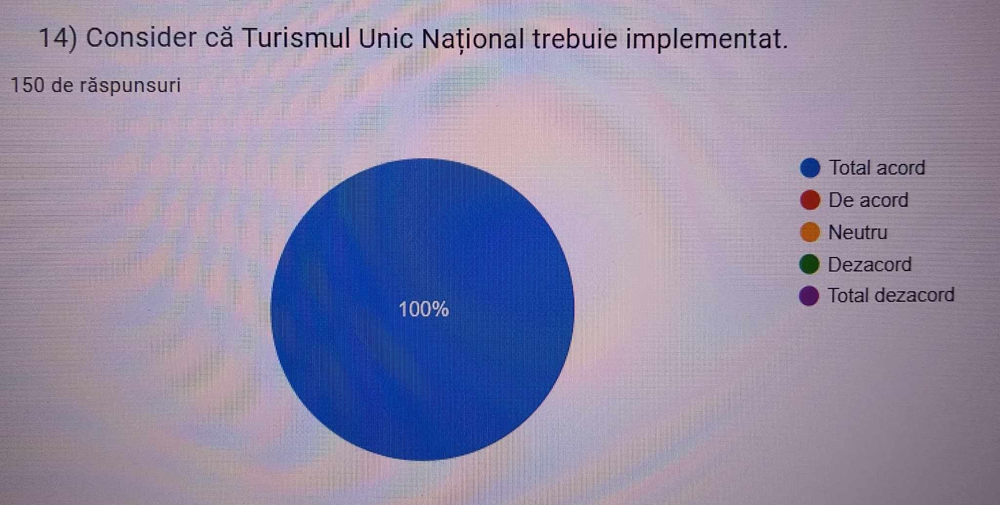 14) Consider că Turismul Unic Național trebuie implementat.
150 de răspunsuri
100%
Total acord
De acord
Neutru
Dezacord
Total dezacord